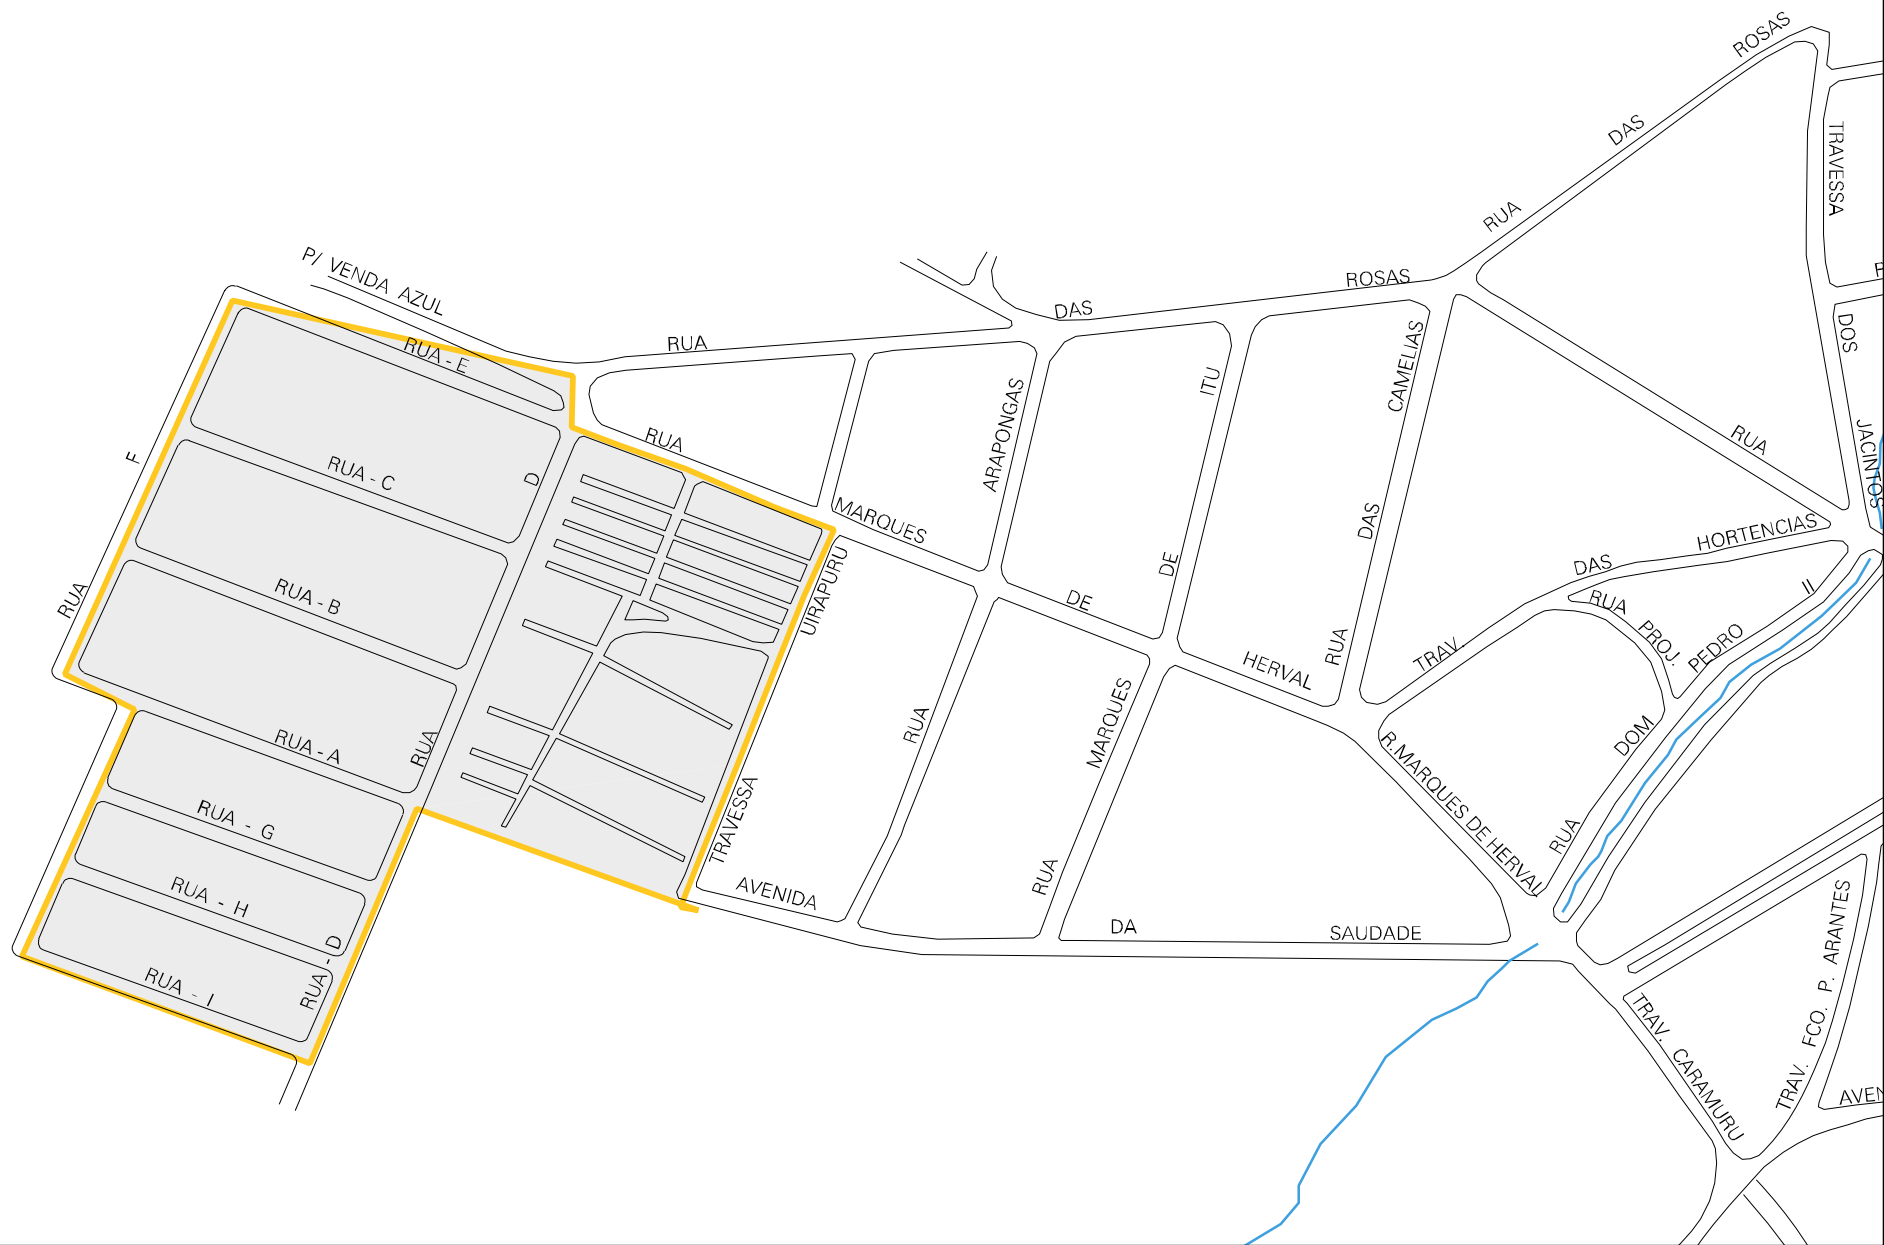 ROSAS
DAS
RUA
TRAVESSA
P/ VENDA AZUL
ROSAS
DAS
RUA
DOS
RUA - E
ITU
CAMELIAS
ARAPONGAS
RUA
RUA
JACINTOS
F
RUA - C
D
MARQUES
DAS
HORTENCIAS
DAS
DE
UIRAPURU
RUA
RUA - B
DE
RUA
PROJ.
PEDRO
II
TRAV.
RUA
HERVAL
RUA - A
RUA
RUA
MARQUES
DOM
R.MARQUES DE HERVAL
RUA
TRAVESSA
RUA - G
RUA - H
AVENIDA
RUA
DA
SAUDADE
RUA - D
RUA - I
TRAV. FCO. P. ARANTES
TRAV. CARAMURU
AVEN